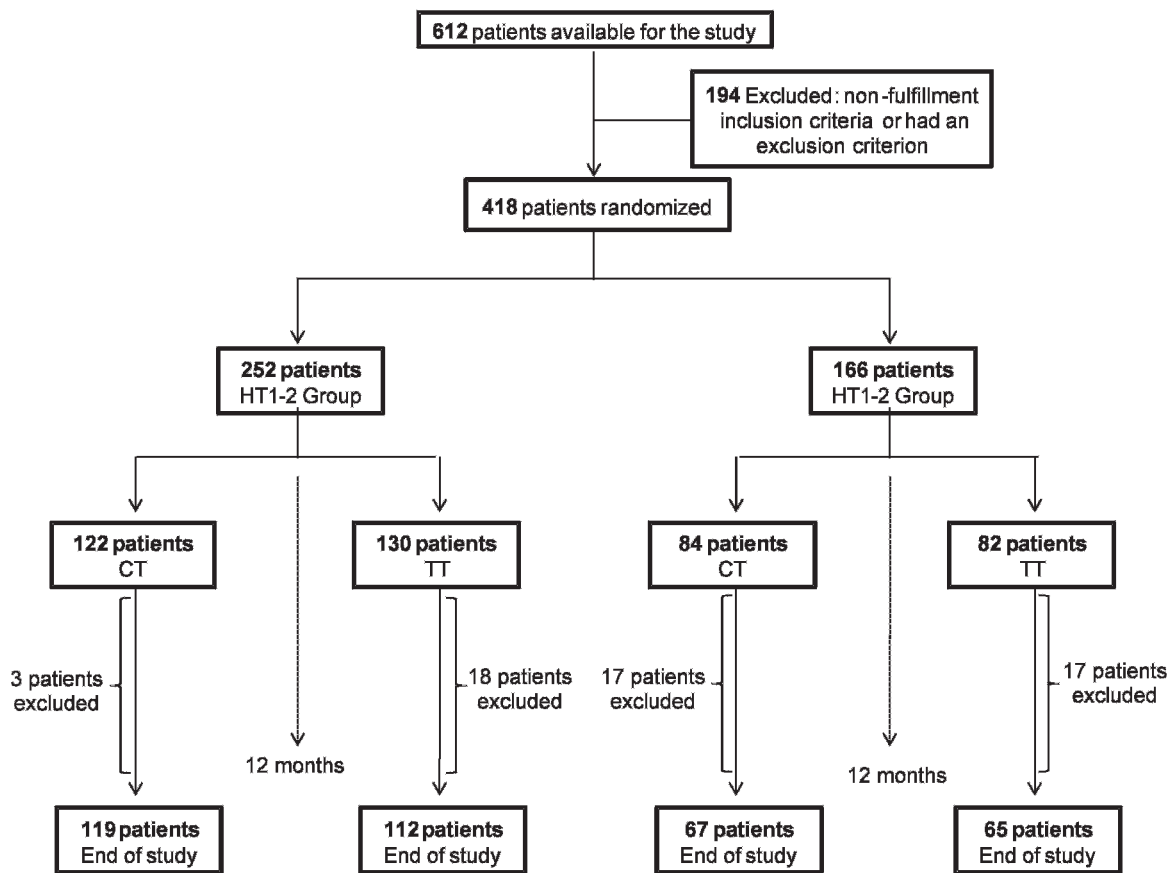 612 patients available for the study
194 Excluded: non-fulfillment
inclusion criteria or had an
exclusion criterion
418 patients randomized
252 patients
HT1-2 Group
166 patients
HT1-2 Group
122 patients
CT
130 patients
TT
84 patients
CT
82 patients
TT
3 patients
excluded
18 patients
excluded
17 patients
excluded
17 patients
excluded
12 months
12 months
119 patients
End of study
112 patients
End of study
67 patients
End of study
65 patients
End of study